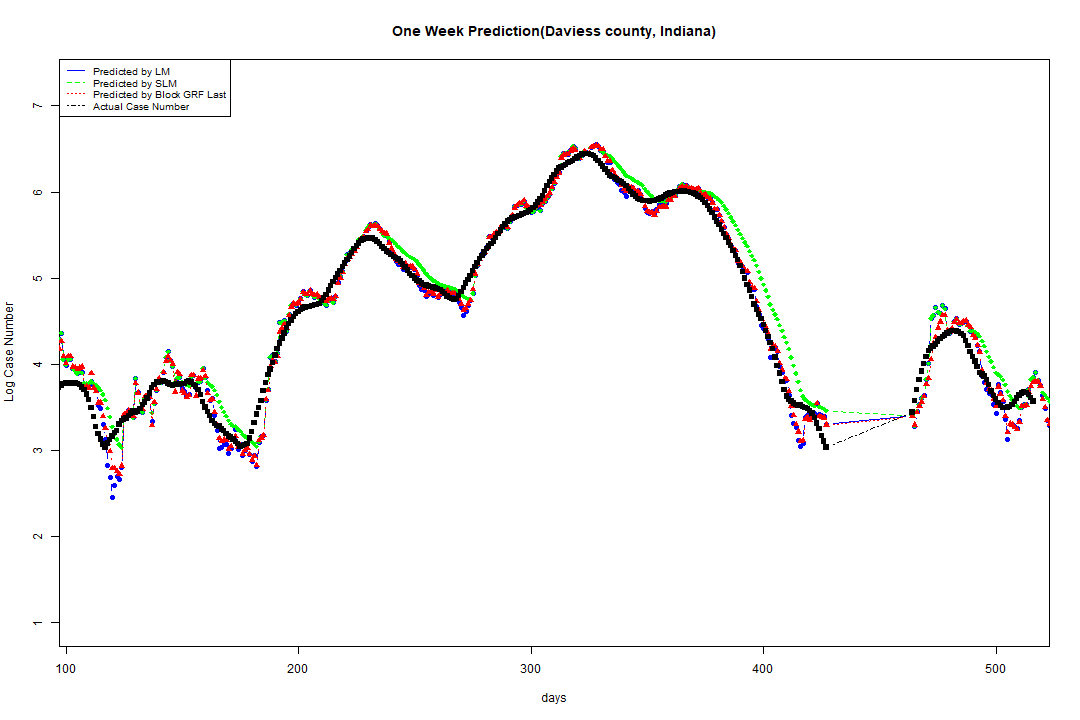 One Week Prediction(Daviess county, Indiana)
Predicted by LM
Predicted by SLM
Predicted by Block GRF Last
Actual Case Number
Log Case Number
7
6
5
4
3
2
1
100 200 300 400 500
days